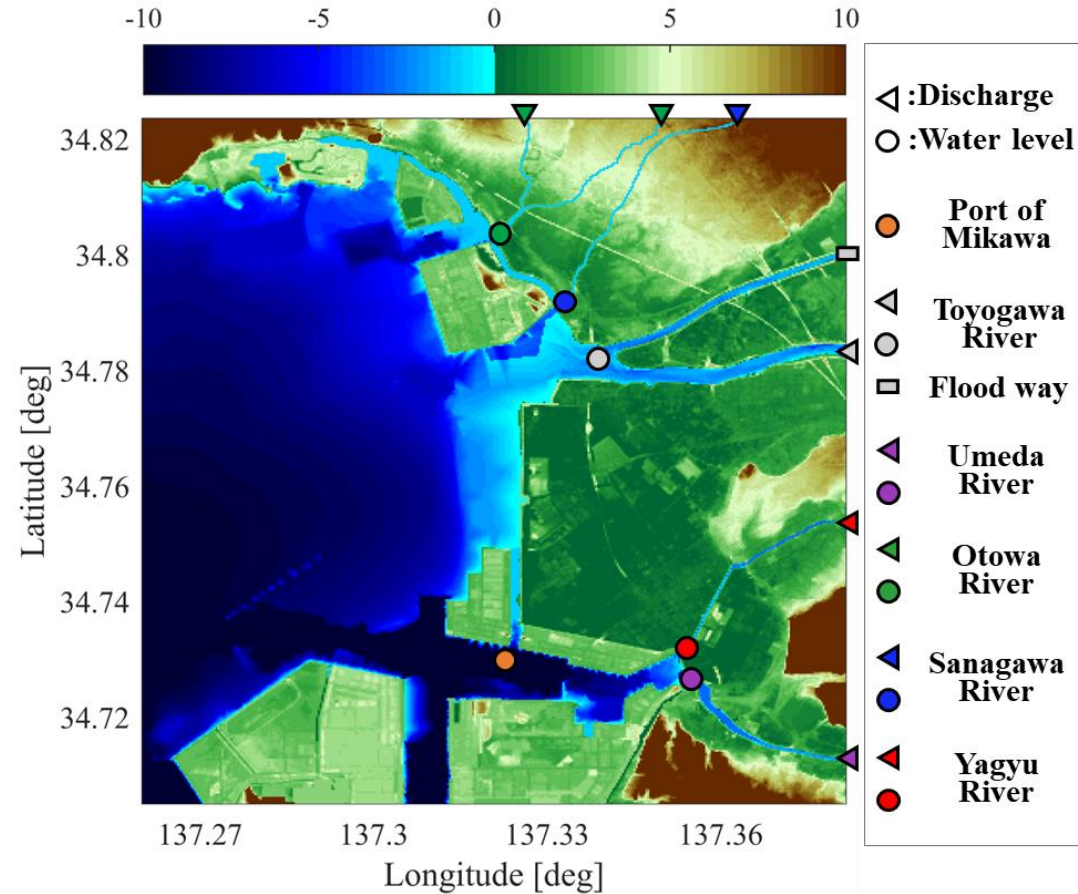 -10 -5 0 5 10
34.82
34.8
34.78
34.76
34.74
34.72
Latitude [deg]
137.27 137.3 137.33 137.36
Longitude [deg]
:Discharge
:Water level
Port of
Mikawa
Toyogawa
River
Flood way
Umeda
River
Otowa
River
Sanagawa
River
Yagyu
River